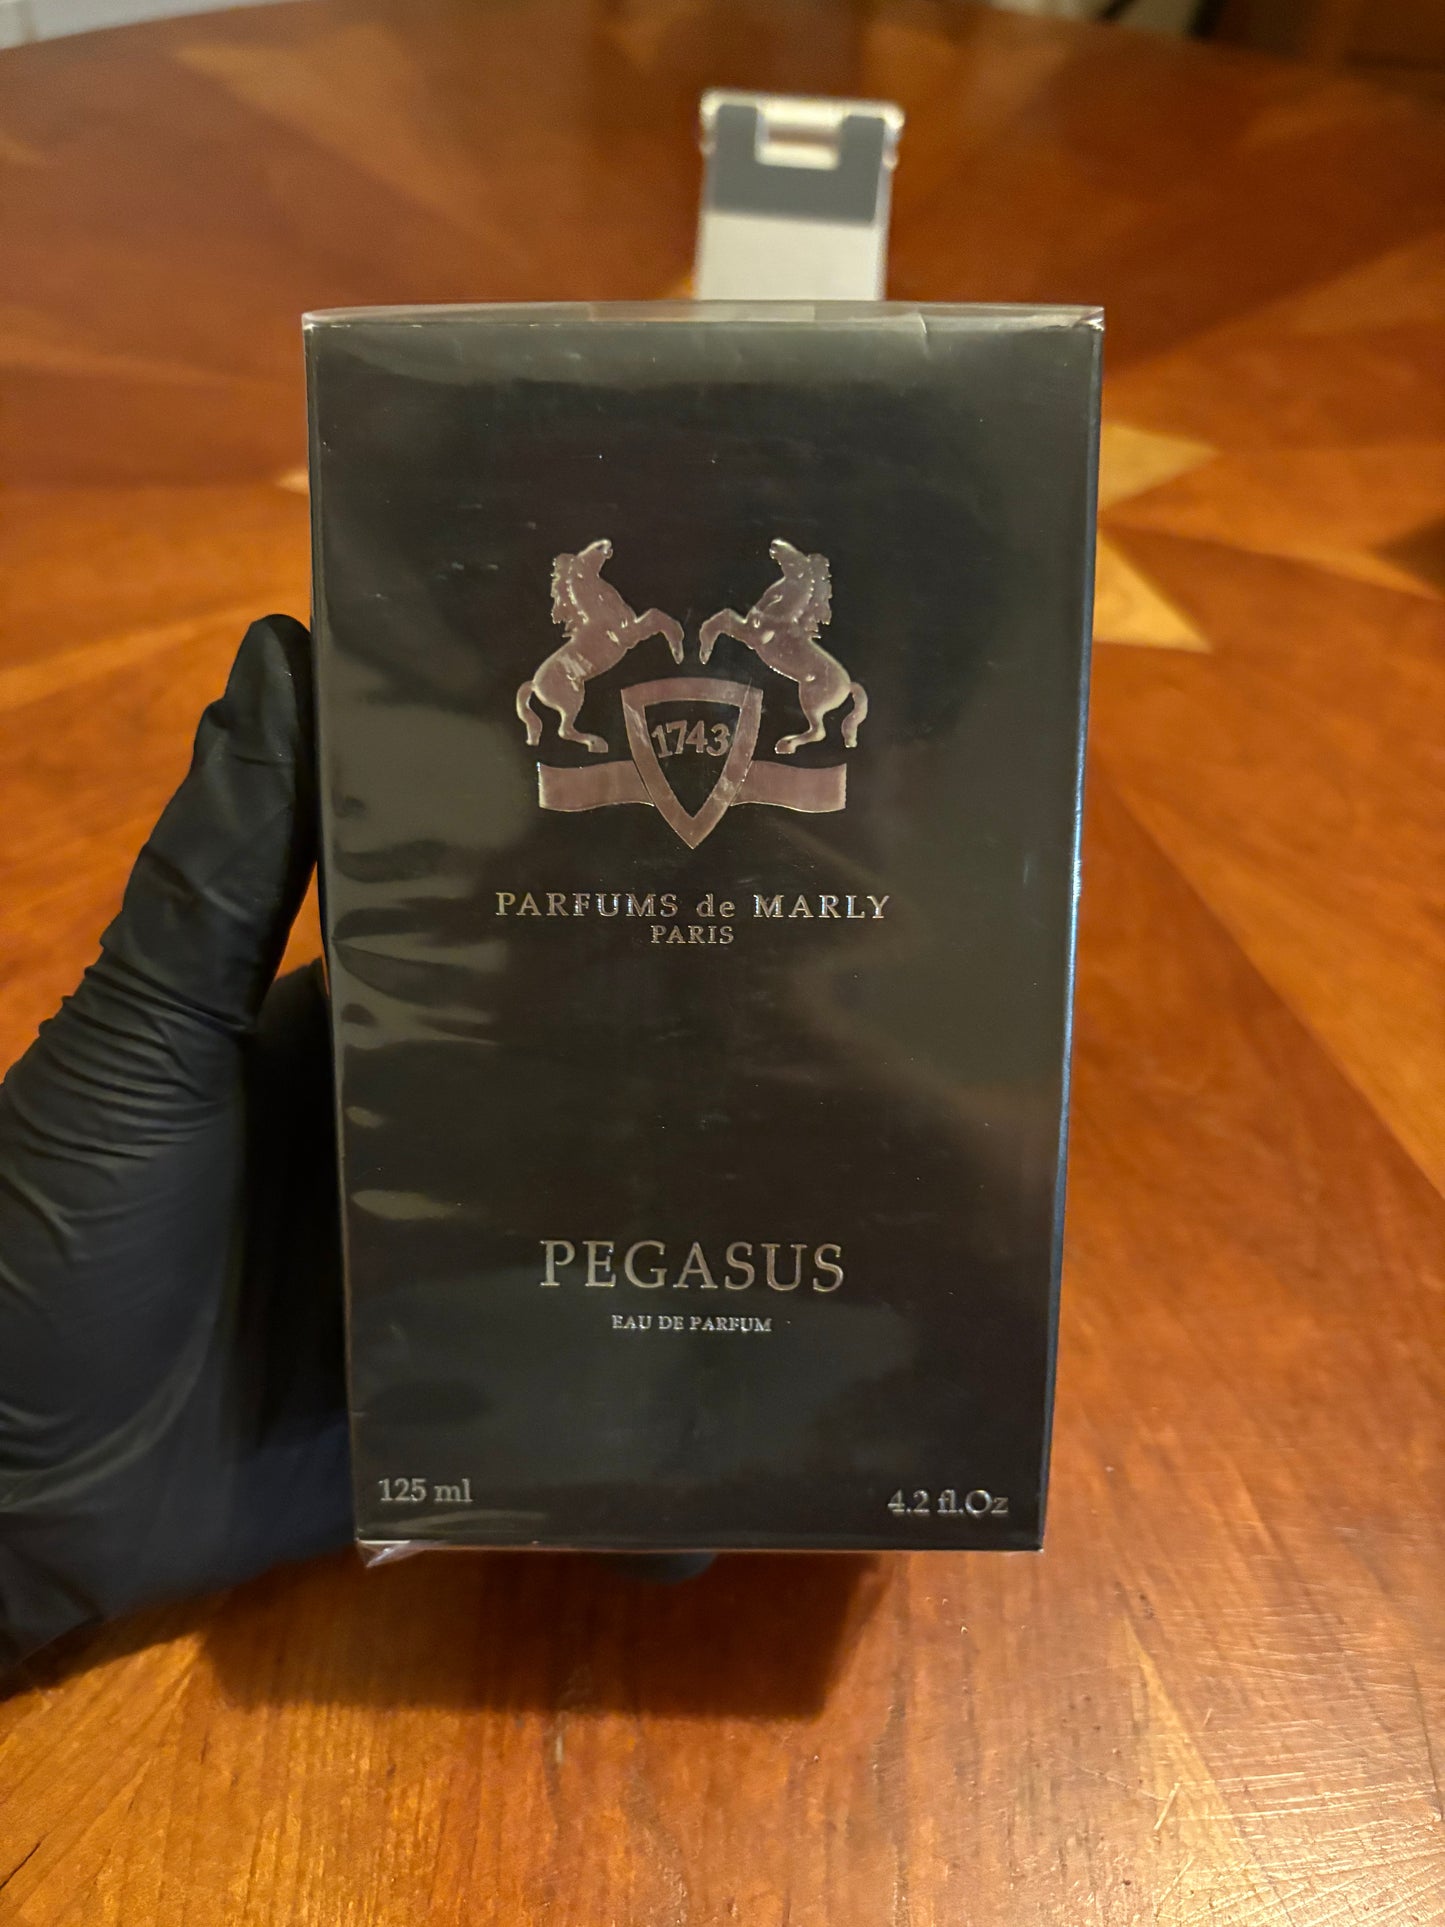 1743
PARFUMS de MARLY
PARIS
PEGASUS
EAU DE PARFUM
125 ml
4.2 fl.Oz